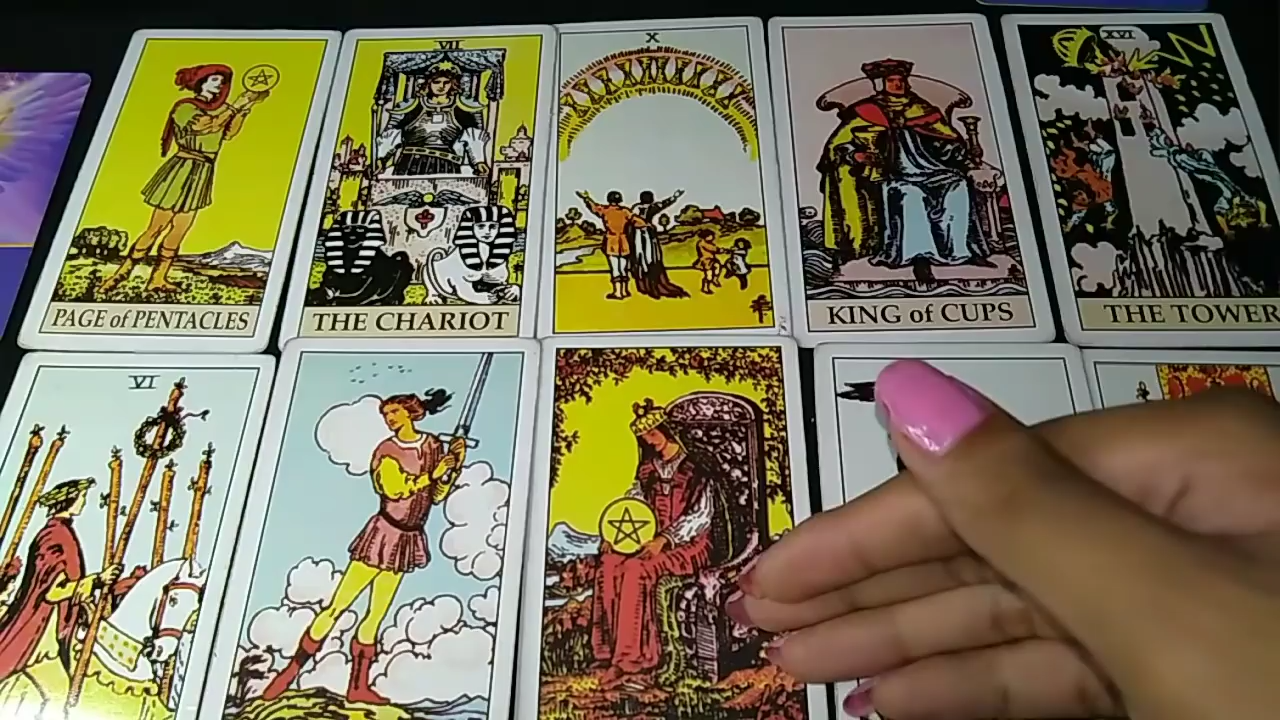 VII
X
XVI
PAGE of PENTACLES
THE CHARIOT
KING of CUPS
THE TOWER
VI